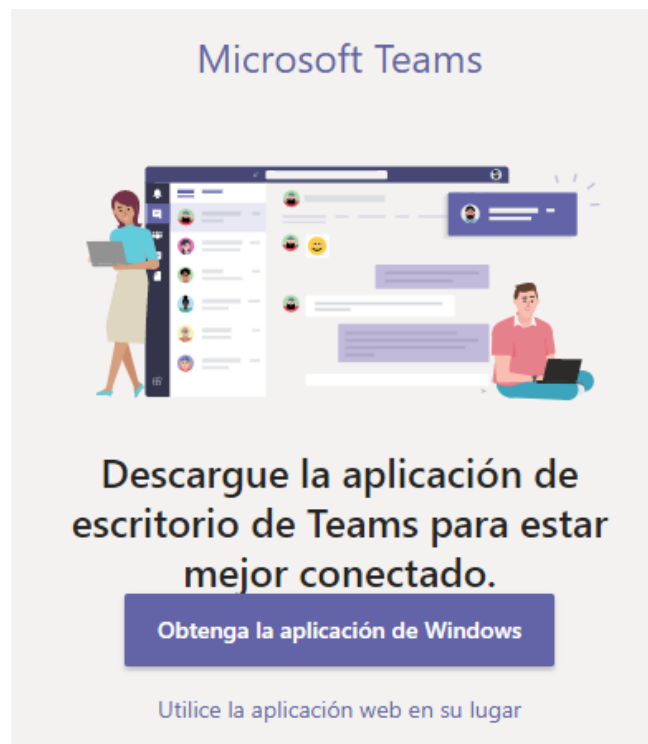 Microsoft Teams
Descargue la aplicación de
escritorio de Teams para estar
mejor conectado.
Obtenga la aplicación de Windows
Utilice la aplicación web en su lugar